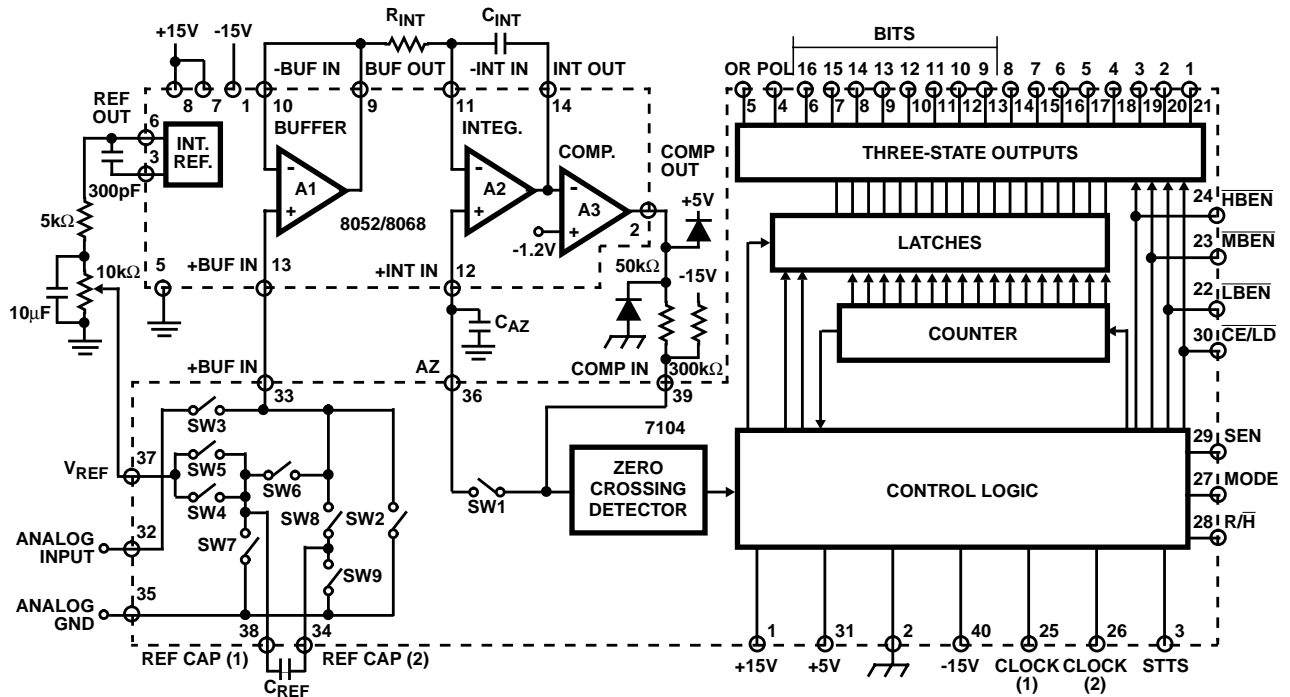 +15V -15V
R_INT C_INT
BITS
-BUF IN BUF OUT -INT IN INT OUT
OR POL 16 15 14 13 12 11 10 9 8 7 6 5 4 3 2 1
8 7 1 10 9 11 14
5 4 6 7 8 9 10 11 12 13 14 15 16 17 18 19 20 21
REF OUT
6
3
INT. REF.
300pF
5kΩ
10kΩ
10μF
5
BUFFER
A1
-
+
8052/8068
INTEG.
A2
-
+
COMP.
A3
-
+
-1.2V
2
COMP OUT
+5V
50kΩ
-15V
300kΩ
+BUF IN 13
+INT IN 12
C_AZ
THREE-STATE OUTPUTS
LATCHES
COUNTER
24 H̅B̅E̅N̅
23 M̅B̅E̅N̅
22 L̅B̅E̅N̅
30 C̅E̅/L̅D̅
+BUF IN
33
AZ
36
COMP IN
39
7104
SW3
37
V_REF
SW5
SW4
SW6
SW7
SW8
SW2
SW9
SW1
ZERO CROSSING DETECTOR
CONTROL LOGIC
29 SEN
27 MODE
28 R/H̅
32
ANALOG INPUT
35
ANALOG GND
38 34
REF CAP (1) REF CAP (2)
C_REF
1 31 2 40 25 26 3
+15V +5V -15V CLOCK (1) CLOCK (2) STTS